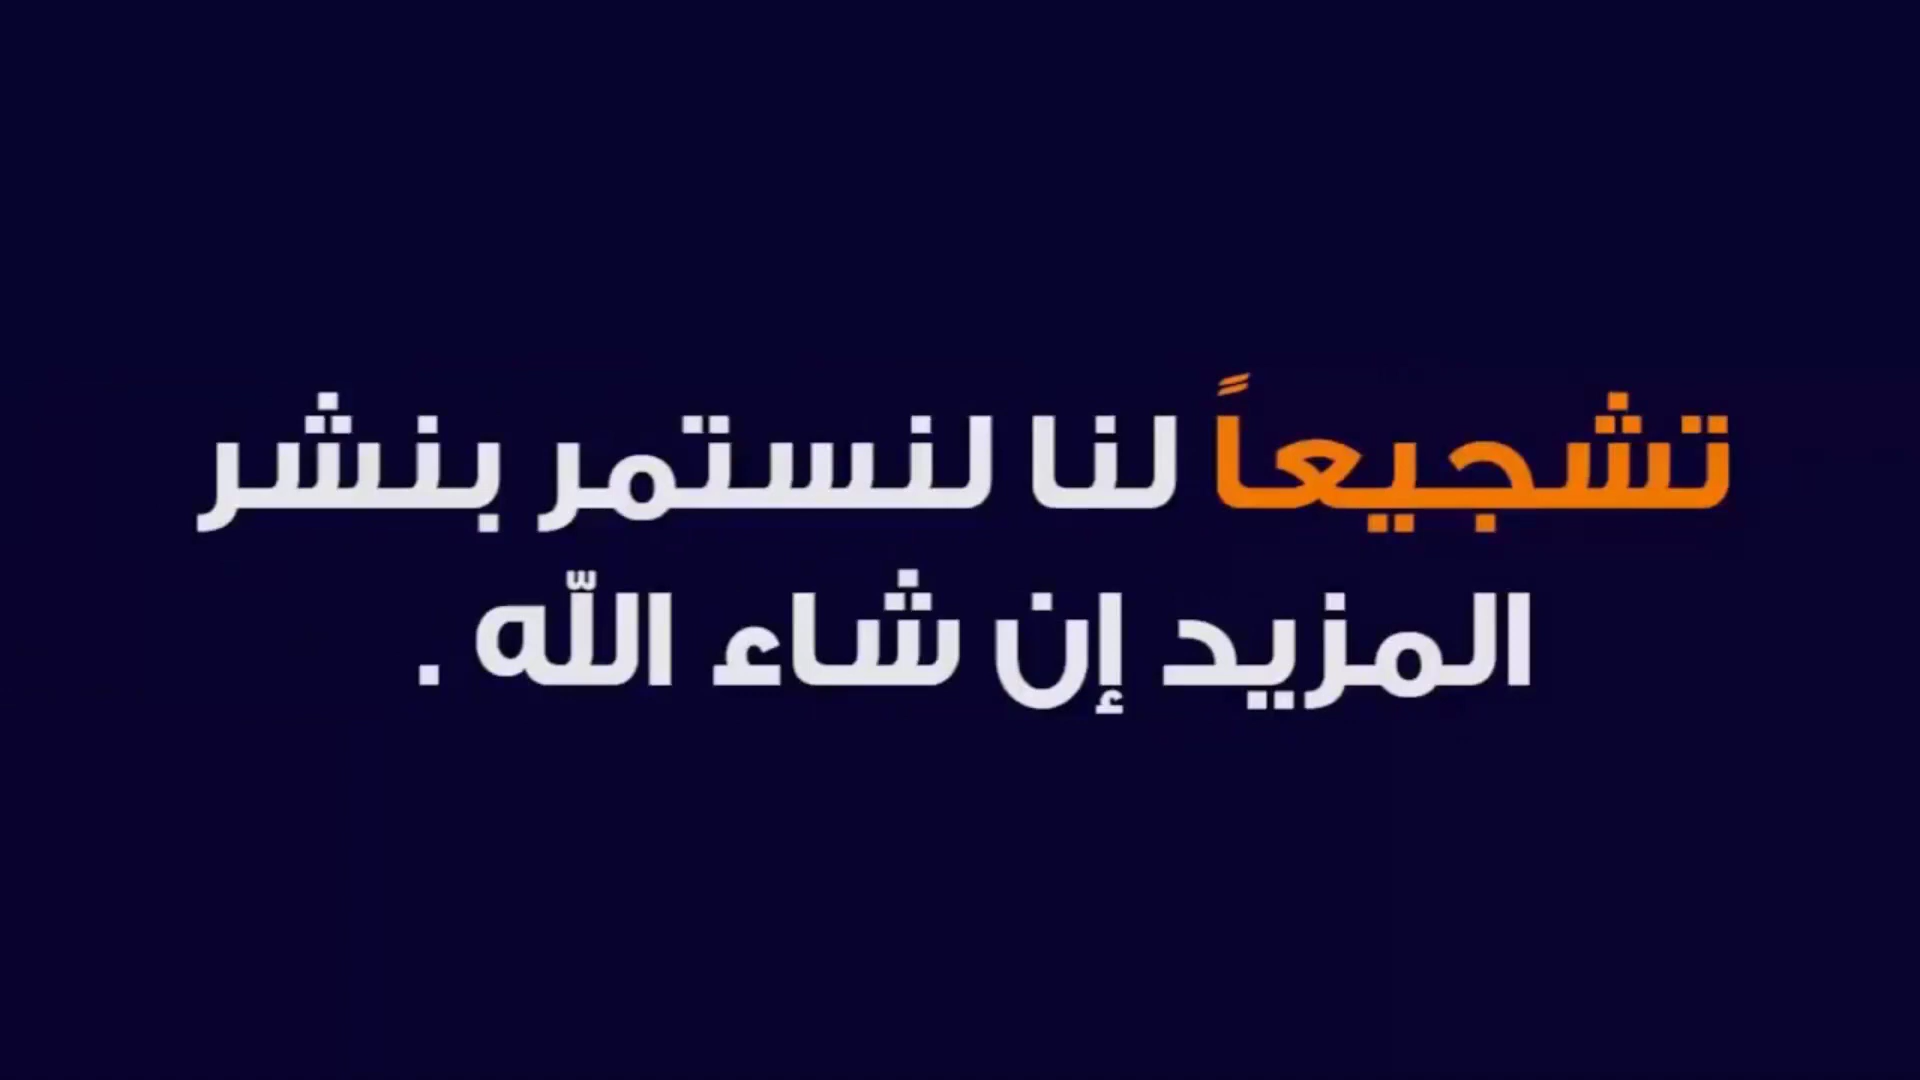 تشجيعاً لنا لنستمر بنشر
المزيد إن شاء اللّه .